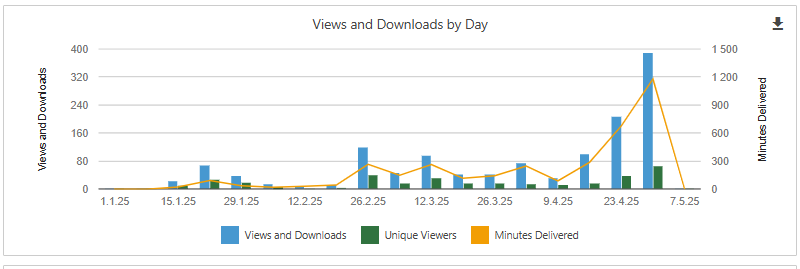 Views and Downloads by Day
Views and Downloads
Minutes Delivered
400 1 500
320 1 200
240 900
160 600
80 300
0 0
1.1.25 15.1.25 29.1.25 12.2.25 26.2.25 12.3.25 26.3.25 9.4.25 23.4.25 7.5.25
Views and Downloads Unique Viewers Minutes Delivered